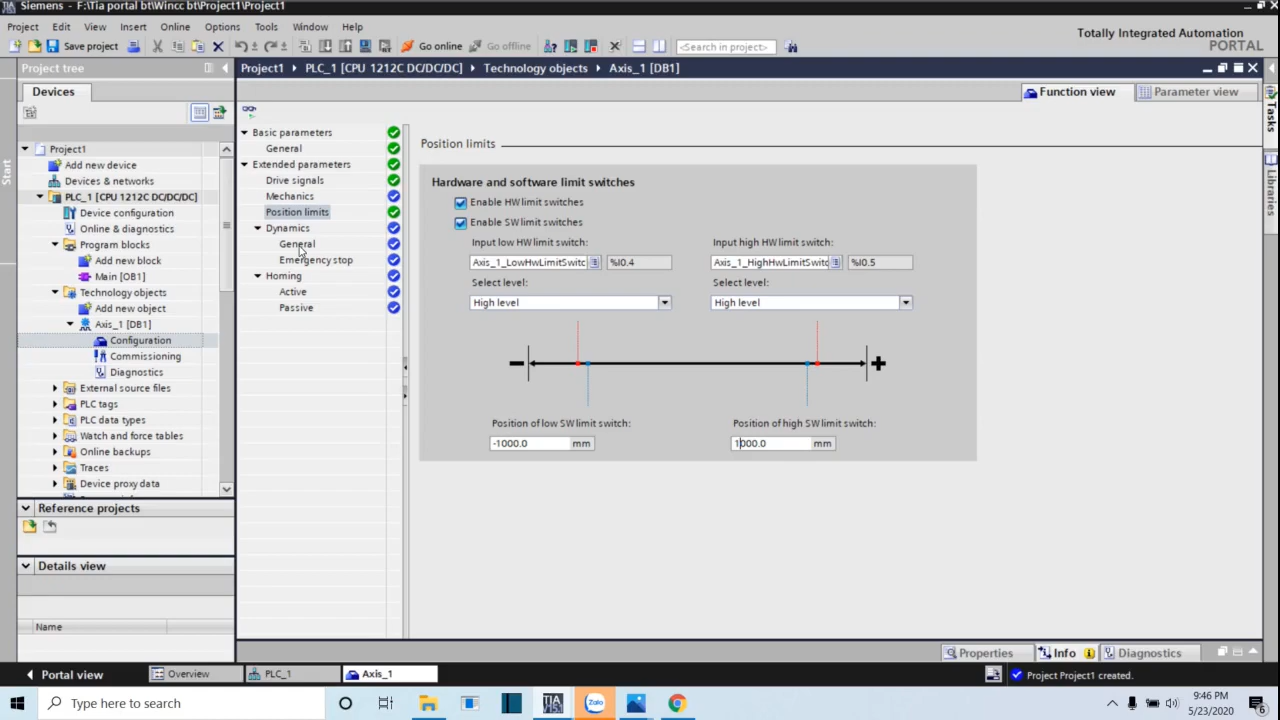 Siemens - F:\Tia portal bt\Wincc bt\Project1\Project1
Project Edit View Insert Online Options Tools Window Help
Save project Go online Go offline <Search in project>
Totally Integrated Automation
PORTAL
Project tree
Project1 PLC_1 [CPU 1212C DC/DC/DC] Technology objects Axis_1 [DB1]
Devices
Function view Parameter view
Start
Tasks
Libraries
Project1
Add new device
Devices & networks
PLC_1 [CPU 1212C DC/DC/DC]
Device configuration
Online & diagnostics
Program blocks
Add new block
Main [OB1]
Technology objects
Add new object
Axis_1 [DB1]
Configuration
Commissioning
Diagnostics
External source files
PLC tags
PLC data types
Watch and force tables
Online backups
Traces
Device proxy data
Reference projects
Details view
Name
Basic parameters
General
Extended parameters
Drive signals
Mechanics
Position limits
Dynamics
General
Emergency stop
Homing
Active
Passive
Position limits
Hardware and software limit switches
Enable HW limit switches
Enable SW limit switches
Input low HW limit switch: Input high HW limit switch:
Axis_1_LowHwLimitSwitc %I0.4 Axis_1_HighHwLimitSwitc %I0.5
Select level: Select level:
High level High level
Position of low SW limit switch: Position of high SW limit switch:
-1000.0 mm 1000.0 mm
Properties Info Diagnostics
Portal view Overview PLC_1 Axis_1 Project Project1 created.
Type here to search
TIA
Zalo
9:46 PM
5/23/2020
6